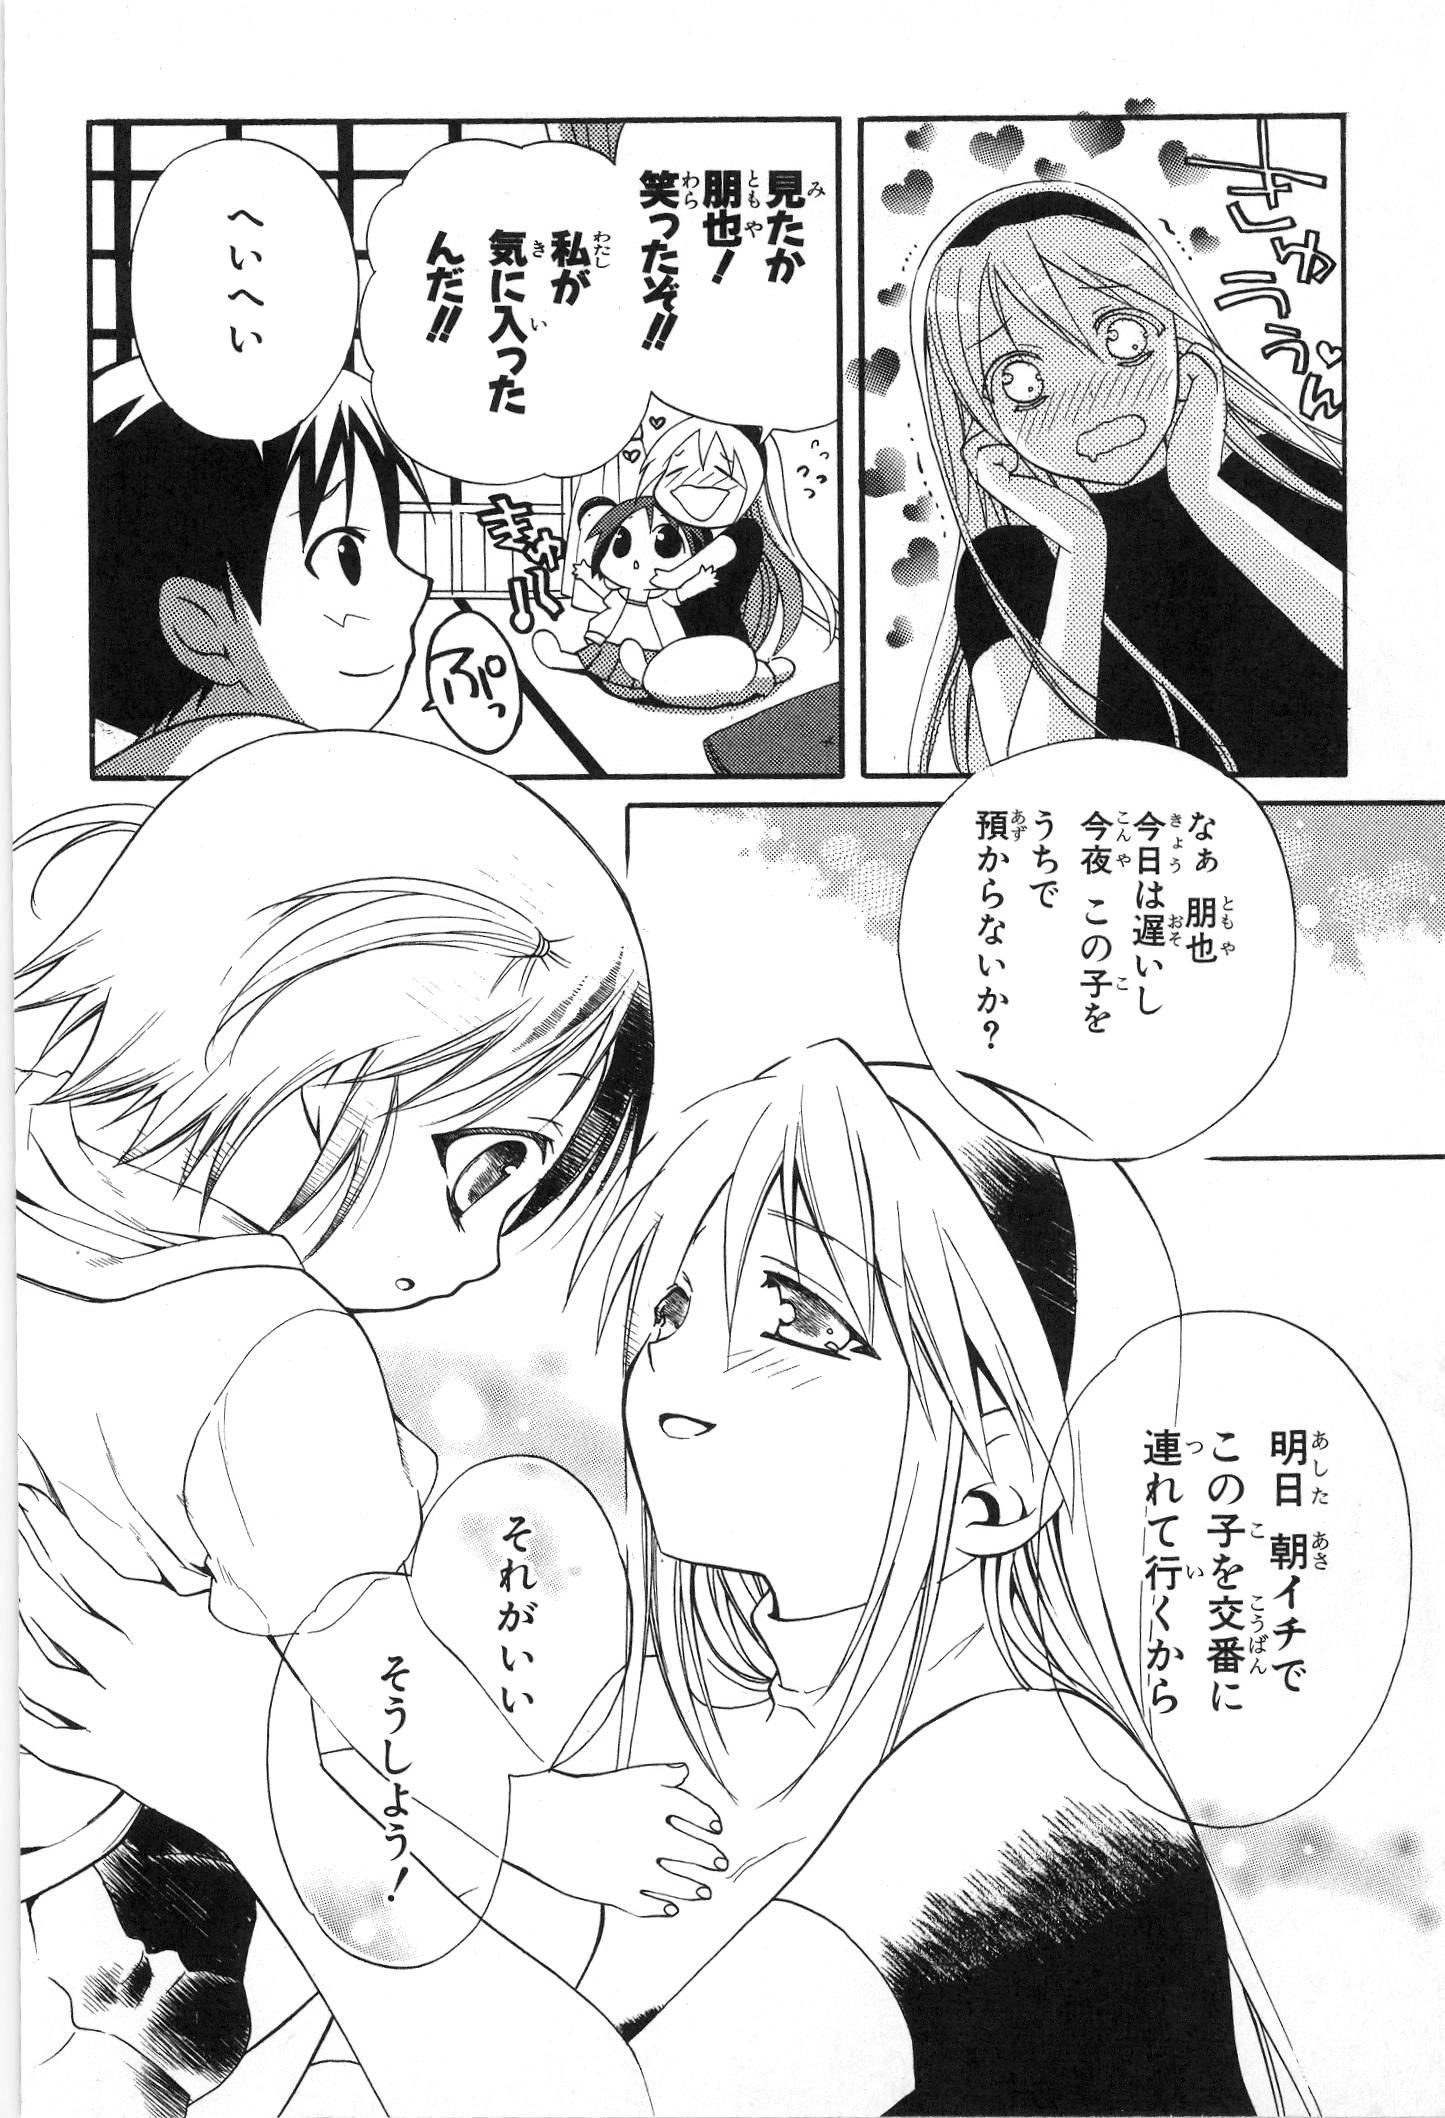 きゅううぅん♡
見たか
朋也!
笑ったぞ!!
私が
気に入った
んだ!!
きゅーっ
へいへい
ぷっ
なぁ 朋也
今日は遅いし
今夜 この子を
うちで
預からないか?
明日 朝イチで
この子を交番に
連れて行くから
それがいい
そうしよう!